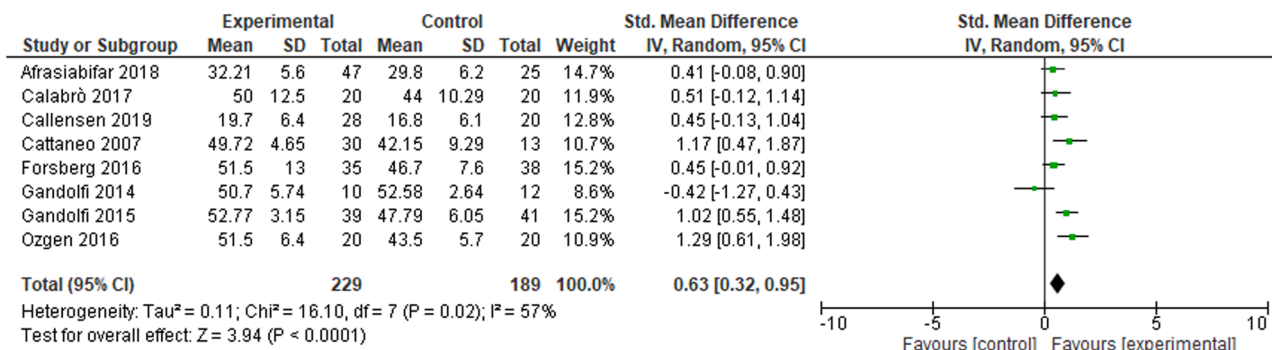 Experimental Control Std. Mean Difference Std. Mean Difference
Study or Subgroup Mean SD Total Mean SD Total Weight IV, Random, 95% CI IV, Random, 95% CI
Afrasiabifar 2018 32.21 5.6 47 29.8 6.2 25 14.7% 0.41 [-0.08, 0.90]
Calabrò 2017 50 12.5 20 44 10.29 20 11.9% 0.51 [-0.12, 1.14]
Callensen 2019 19.7 6.4 28 16.8 6.1 20 12.8% 0.45 [-0.13, 1.04]
Cattaneo 2007 49.72 4.65 30 42.15 9.29 13 10.7% 1.17 [0.47, 1.87]
Forsberg 2016 51.5 13 35 46.7 7.6 38 15.2% 0.45 [-0.01, 0.92]
Gandolfi 2014 50.7 5.74 10 52.58 2.64 12 8.6% -0.42 [-1.27, 0.43]
Gandolfi 2015 52.77 3.15 39 47.79 6.05 41 15.2% 1.02 [0.55, 1.48]
Ozgen 2016 51.5 6.4 20 43.5 5.7 20 10.9% 1.29 [0.61, 1.98]
Total (95% CI) 229 189 100.0% 0.63 [0.32, 0.95]
Heterogeneity: Tau² = 0.11; Chi² = 16.10, df = 7 (P = 0.02); I² = 57%
Test for overall effect: Z = 3.94 (P < 0.0001)
-10 -5 0 5 10
Favours [control] Favours [experimental]